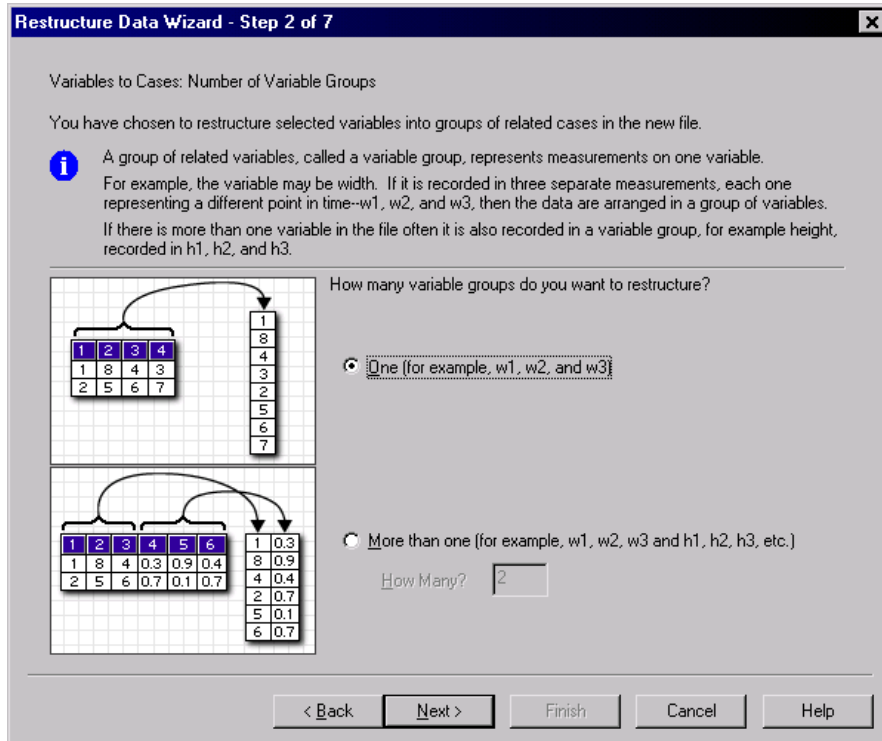 Restructure Data Wizard - Step 2 of 7
Variables to Cases: Number of Variable Groups
You have chosen to restructure selected variables into groups of related cases in the new file.
i
A group of related variables, called a variable group, represents measurements on one variable.
For example, the variable may be width. If it is recorded in three separate measurements, each one
representing a different point in time--w1, w2, and w3, then the data are arranged in a group of variables.
If there is more than one variable in the file often it is also recorded in a variable group, for example height,
recorded in h1, h2, and h3.
How many variable groups do you want to restructure?
1 2 3 4
1 8 4 3
2 5 6 7
1
8
4
3
2
5
6
7
One (for example, w1, w2, and w3)
1 2 3 4 5 6
1 8 4 0.3 0.9 0.4
2 5 6 0.7 0.1 0.7
1 0.3
8 0.9
4 0.4
2 0.7
5 0.1
6 0.7
More than one (for example, w1, w2, w3 and h1, h2, h3, etc.)
How Many? 2
< Back Next > Finish Cancel Help